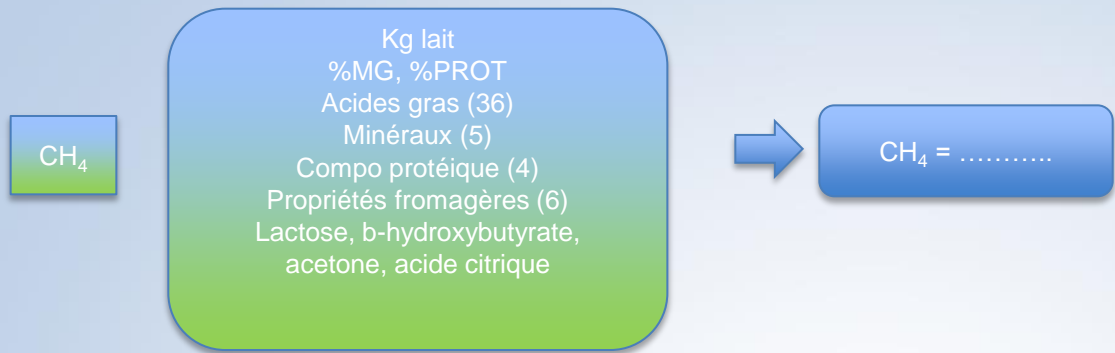 CH₄
Kg lait
%MG, %PROT
Acides gras (36)
Minéraux (5)
Compo protéique (4)
Propriétés fromagères (6)
Lactose, b-hydroxybutyrate,
acetone, acide citrique
CH₄ = ………..